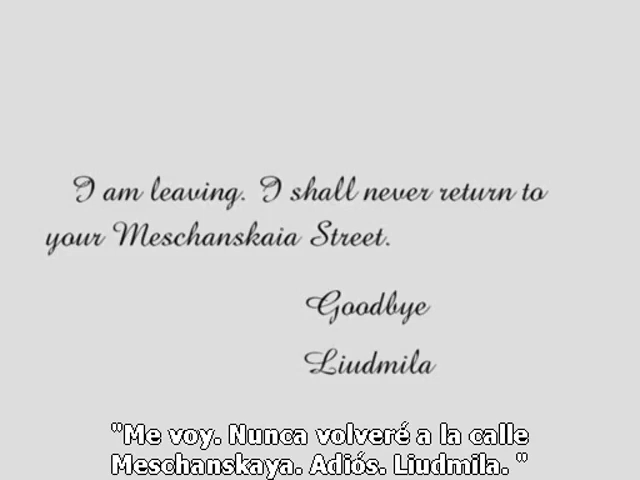 I am leaving. I shall never return to
your Meschanskaia Street.
Goodbye
Liudmila
"Me voy. Nunca volveré a la calle
Meschanskaya. Adiós. Liudmila. "